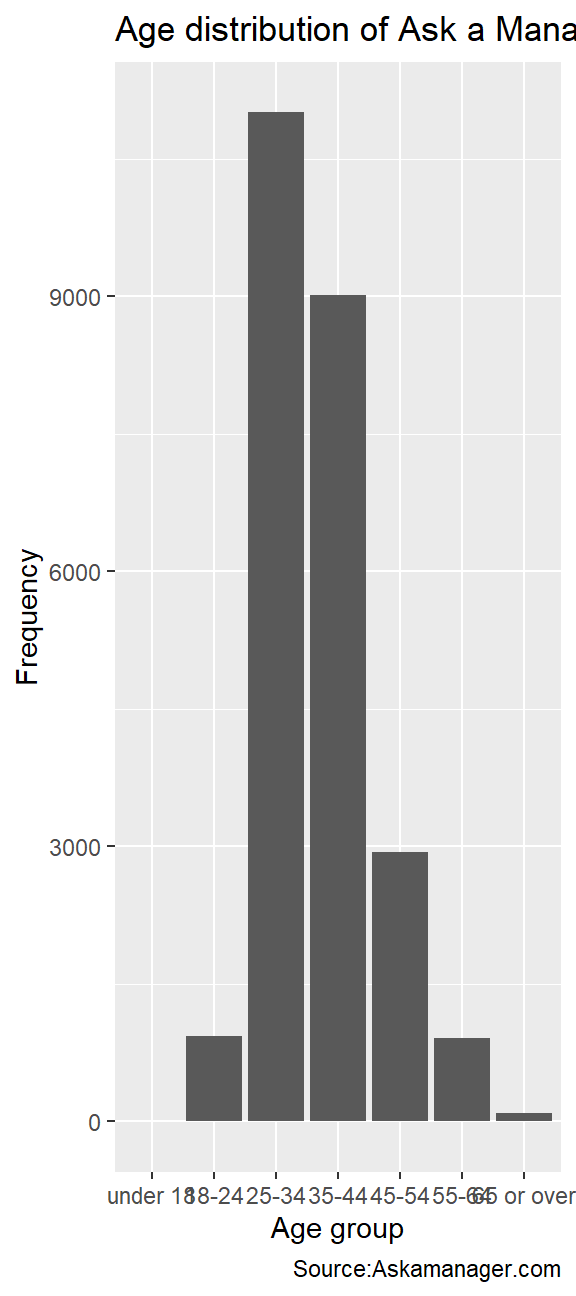 Age distribution of Ask a Mana
9000
6000
3000
0
Frequency
under 18 18-24 25-34 35-44 45-54 55-64 65 or over
Age group
Source:Askamanager.com